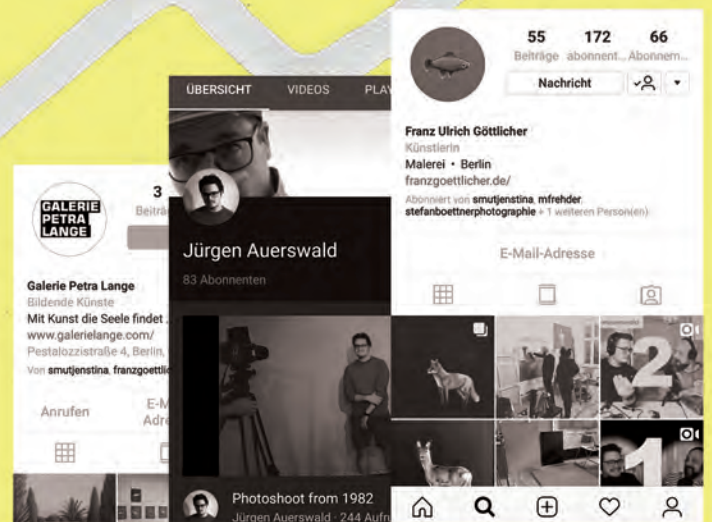 55 172 66
Beiträge abonnent... Abonnem...
Nachricht
Franz Ulrich Göttlicher
KünstlerIn
Malerei • Berlin
franzgoettlicher.de/
Abonniert von smutjenstina, mfrehder,
stefanboettnerphotographie + 1 weiteren Person(en)
E-Mail-Adresse
2
1
ÜBERSICHT VIDEOS PLAY
Jürgen Auerswald
83 Abonnenten
Photoshoot from 1982
Jürgen Auerswald · 244 Aufru
GALERIE
PETRA
LANGE
3
Beiträ
Galerie Petra Lange
Bildende Künste
Mit Kunst die Seele findet .
www.galerielange.com/
Pestalozzistraße 4, Berlin,
Von smutjenstina, franzgoettlic
Anrufen
E-M
Adre